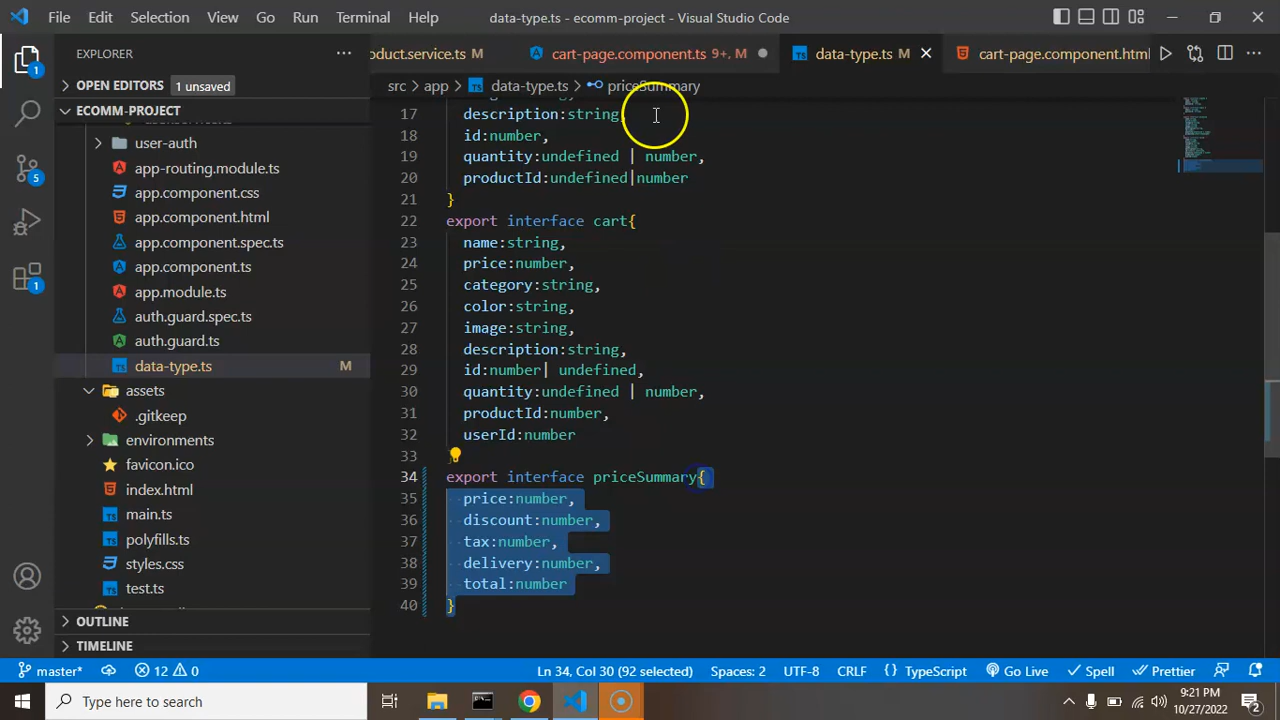 File Edit Selection View Go Run Terminal Help data-type.ts - ecomm-project - Visual Studio Code
EXPLORER
oduct.service.ts M
cart-page.component.ts 9+, M
data-type.ts M
cart-page.component.html
OPEN EDITORS 1 unsaved
src > app > data-type.ts > priceSummary
ECOMM-PROJECT
user-auth
app-routing.module.ts
app.component.css
app.component.html
app.component.spec.ts
app.component.ts
app.module.ts
auth.guard.spec.ts
auth.guard.ts
data-type.ts M
assets
.gitkeep
environments
favicon.ico
index.html
main.ts
polyfills.ts
styles.css
test.ts
OUTLINE
TIMELINE
1
5
1
17 description:string,
18 id:number,
19 quantity:undefined | number,
20 productId:undefined|number
21 }
22 export interface cart{
23 name:string,
24 price:number,
25 category:string,
26 color:string,
27 image:string,
28 description:string,
29 id:number| undefined,
30 quantity:undefined | number,
31 productId:number,
32 userId:number
33 }
34 export interface priceSummary{
35 price:number,
36 discount:number,
37 tax:number,
38 delivery:number,
39 total:number
40 }
master* 12 0 Ln 34, Col 30 (92 selected) Spaces: 2 UTF-8 CRLF { } TypeScript Go Live Spell Prettier
Type here to search
9:21 PM
10/27/2022
2